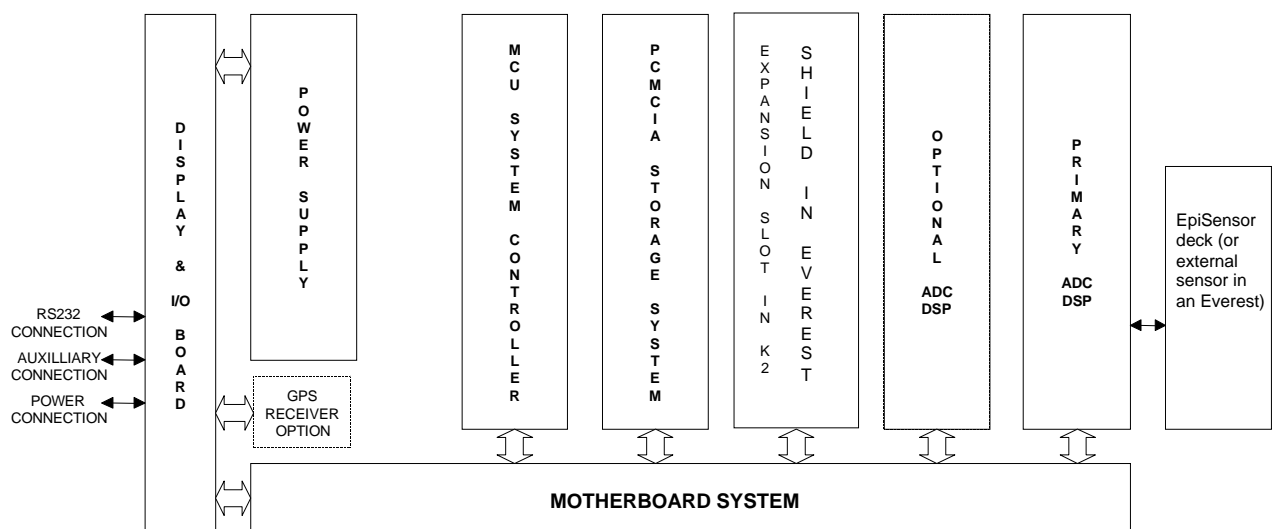 DISPLAY & I/O BOARD
POWER SUPPLY
MCU SYSTEM CONTROLLER
PCMCIA STORAGE SYSTEM
EXPANSION SLOT IN K2
SHIELD IN EVEREST
OPTIONAL ADC DSP
PRIMARY ADC DSP
EpiSensor
deck (or
external
sensor in
an Everest)
RS232
CONNECTION
AUXILLIARY
CONNECTION
POWER
CONNECTION
GPS
RECEIVER
OPTION
MOTHERBOARD SYSTEM